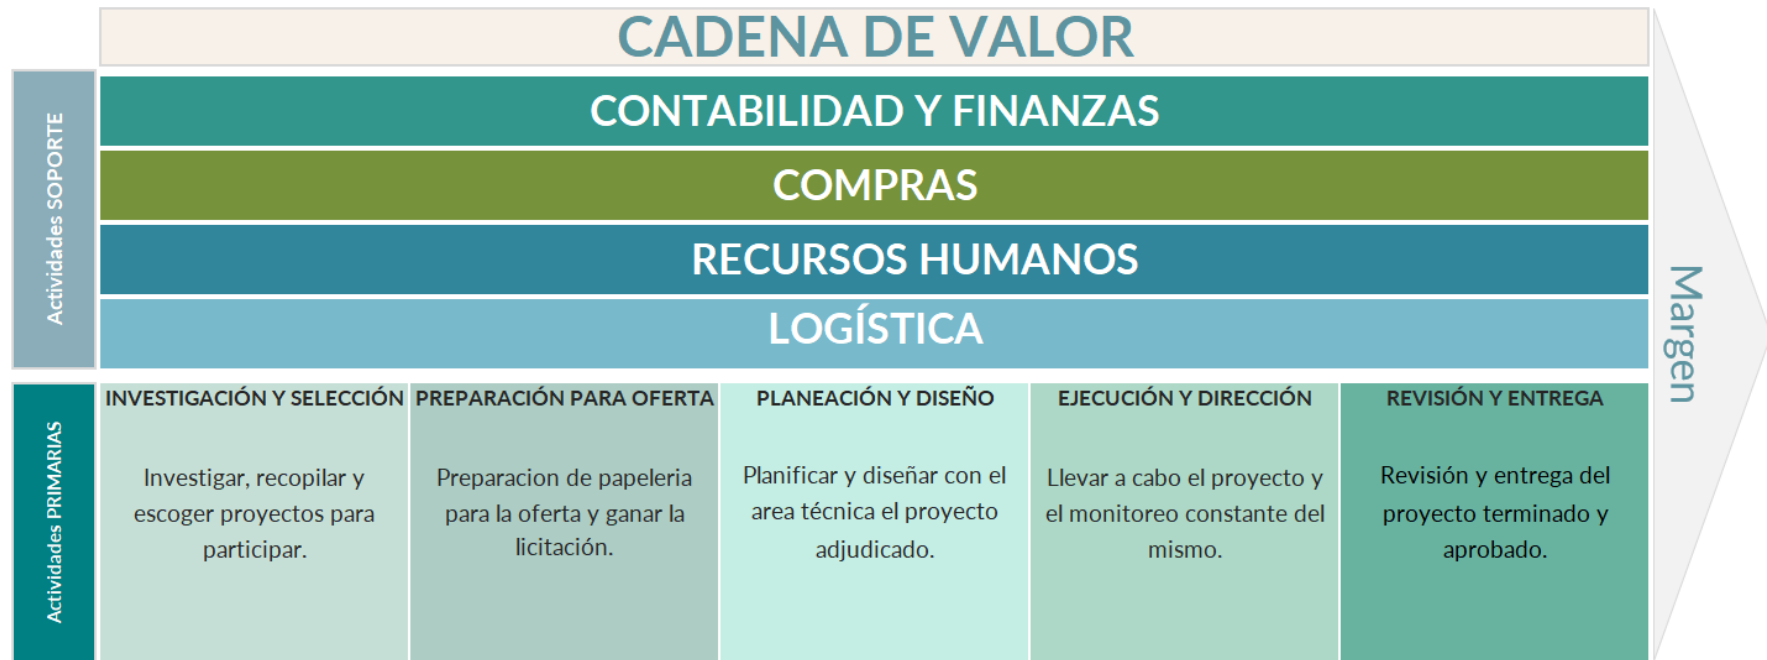 CADENA DE VALOR
Actividades SOPORTE
CONTABILIDAD Y FINANZAS
COMPRAS
RECURSOS HUMANOS
LOGÍSTICA
Margen
Actividades PRIMARIAS
INVESTIGACIÓN Y SELECCIÓN
Investigar, recopilar y
escoger proyectos para
participar.
PREPARACIÓN PARA OFERTA
Preparacion de papeleria
para la oferta y ganar la
licitación.
PLANEACIÓN Y DISEÑO
Planificar y diseñar con el
area técnica el proyecto
adjudicado.
EJECUCIÓN Y DIRECCIÓN
Llevar a cabo el proyecto y
el monitoreo constante del
mismo.
REVISIÓN Y ENTREGA
Revisión y entrega del
proyecto terminado y
aprobado.